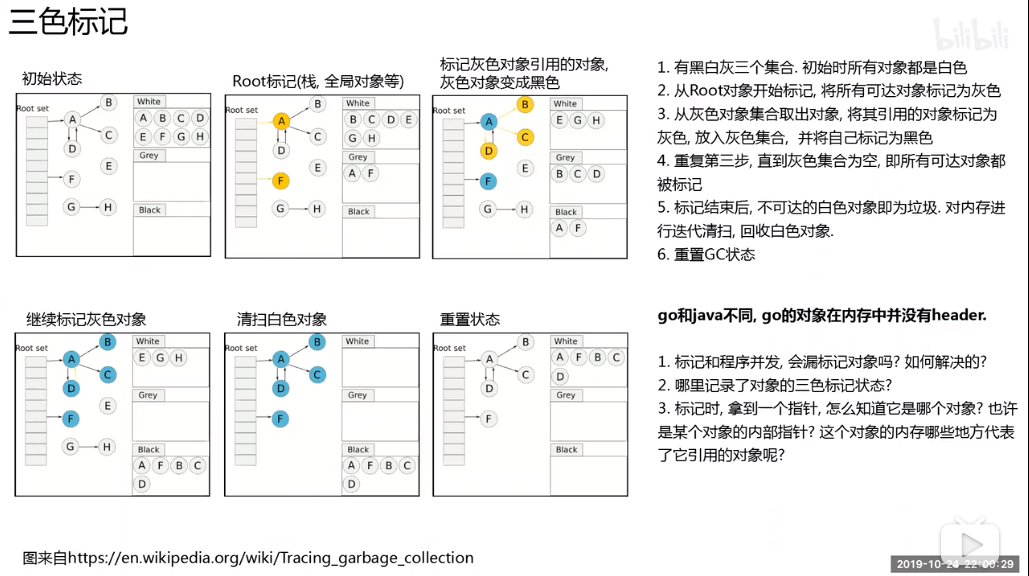 三色标记
bilibili
初始状态
Root set
A
B
C
D
E
F
G
H
White
A B C D
E F G H
Grey
Black
Root标记(栈, 全局对象等)
Root set
A
B
C
D
E
F
G
H
White
B C D E
G H
Grey
A F
Black
标记灰色对象引用的对象,
灰色对象变成黑色
Root set
A
B
C
D
E
F
G
H
White
E G H
Grey
B C D
Black
A F
1. 有黑白灰三个集合. 初始时所有对象都是白色
2. 从Root对象开始标记, 将所有可达对象标记为灰色
3. 从灰色对象集合取出对象, 将其引用的对象标记为
灰色, 放入灰色集合, 并将自己标记为黑色
4. 重复第三步, 直到灰色集合为空, 即所有可达对象都
被标记
5. 标记结束后, 不可达的白色对象即为垃圾. 对内存进
行迭代清扫, 回收白色对象.
6. 重置GC状态
继续标记灰色对象
Root set
A
B
C
D
E
F
G
H
White
E G H
Grey
Black
A F B C
D
清扫白色对象
Root set
A
B
C
D
F
White
Grey
Black
A F B C
D
重置状态
Root set
A
B
C
D
F
White
A F B C
D
Grey
Black
go和java不同, go的对象在内存中并没有header.
1. 标记和程序并发, 会漏标记对象吗? 如何解决的?
2. 哪里记录了对象的三色标记状态?
3. 标记时, 拿到一个指针, 怎么知道它是哪个对象? 也许
是某个对象的内部指针? 这个对象的内存哪些地方代表
了它引用的对象呢?
图来自https://en.wikipedia.org/wiki/Tracing_garbage_collection
2019-10-24 22:00:29